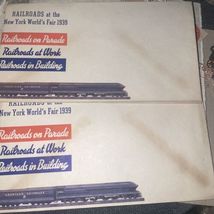 RAILROADS at the
New York World's Fair 1939
Railroads on Parade
Railroads at Work
Railroads in Building
RAILROADS at the
New York World's Fair 1939
Railroads on Parade
Railroads at Work
Railroads in Building